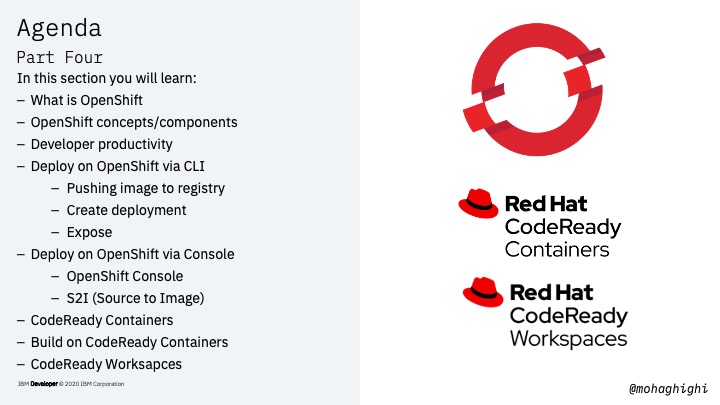 Agenda
Part Four
In this section you will learn:
– What is OpenShift
– OpenShift concepts/components
– Developer productivity
– Deploy on OpenShift via CLI
– Pushing image to registry
– Create deployment
– Expose
– Deploy on OpenShift via Console
– OpenShift Console
– S2I (Source to Image)
– CodeReady Containers
– Build on CodeReady Containers
– CodeReady Worksapces
IBM Developer © 2020 IBM Corporation
Red Hat
CodeReady
Containers
Red Hat
CodeReady
Workspaces
@mohaghighi